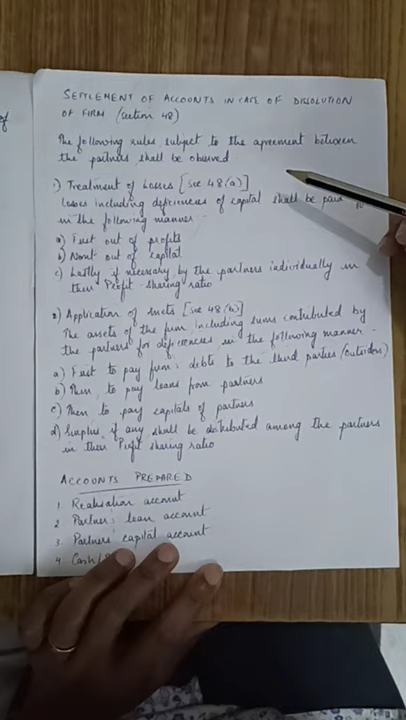 of
SETTLEMENT OF ACCOUNTS IN CASE OF DISSOLUTION
OF FIRM (Section 48)
The following rules subject to the agreement between
the partners shall be observed
1) Treatment of losses [Sec 48(a)]
losses including deficiencies of capital shall be paid
in the following manner
a) First out of profits
b) Next out of capital
c) Lastly if necessary by the partners individually in
their Profit-sharing ratio
2) Application of assets [sec 48(b)]
The assets of the firm, including sums contributed by
the partners for deficiencies in the following manner
a) First to pay firm's debts to the third parties (outsiders)
b) Then, to pay loans from partners
c) Then to pay capitals of partners
d) Surplus if any shall be distributed among the partners
in their Profit sharing ratio
ACCOUNTS PREPARED
1. Realisation account
2 Partner's loan account
3. Partners' capital account
4 Cash/